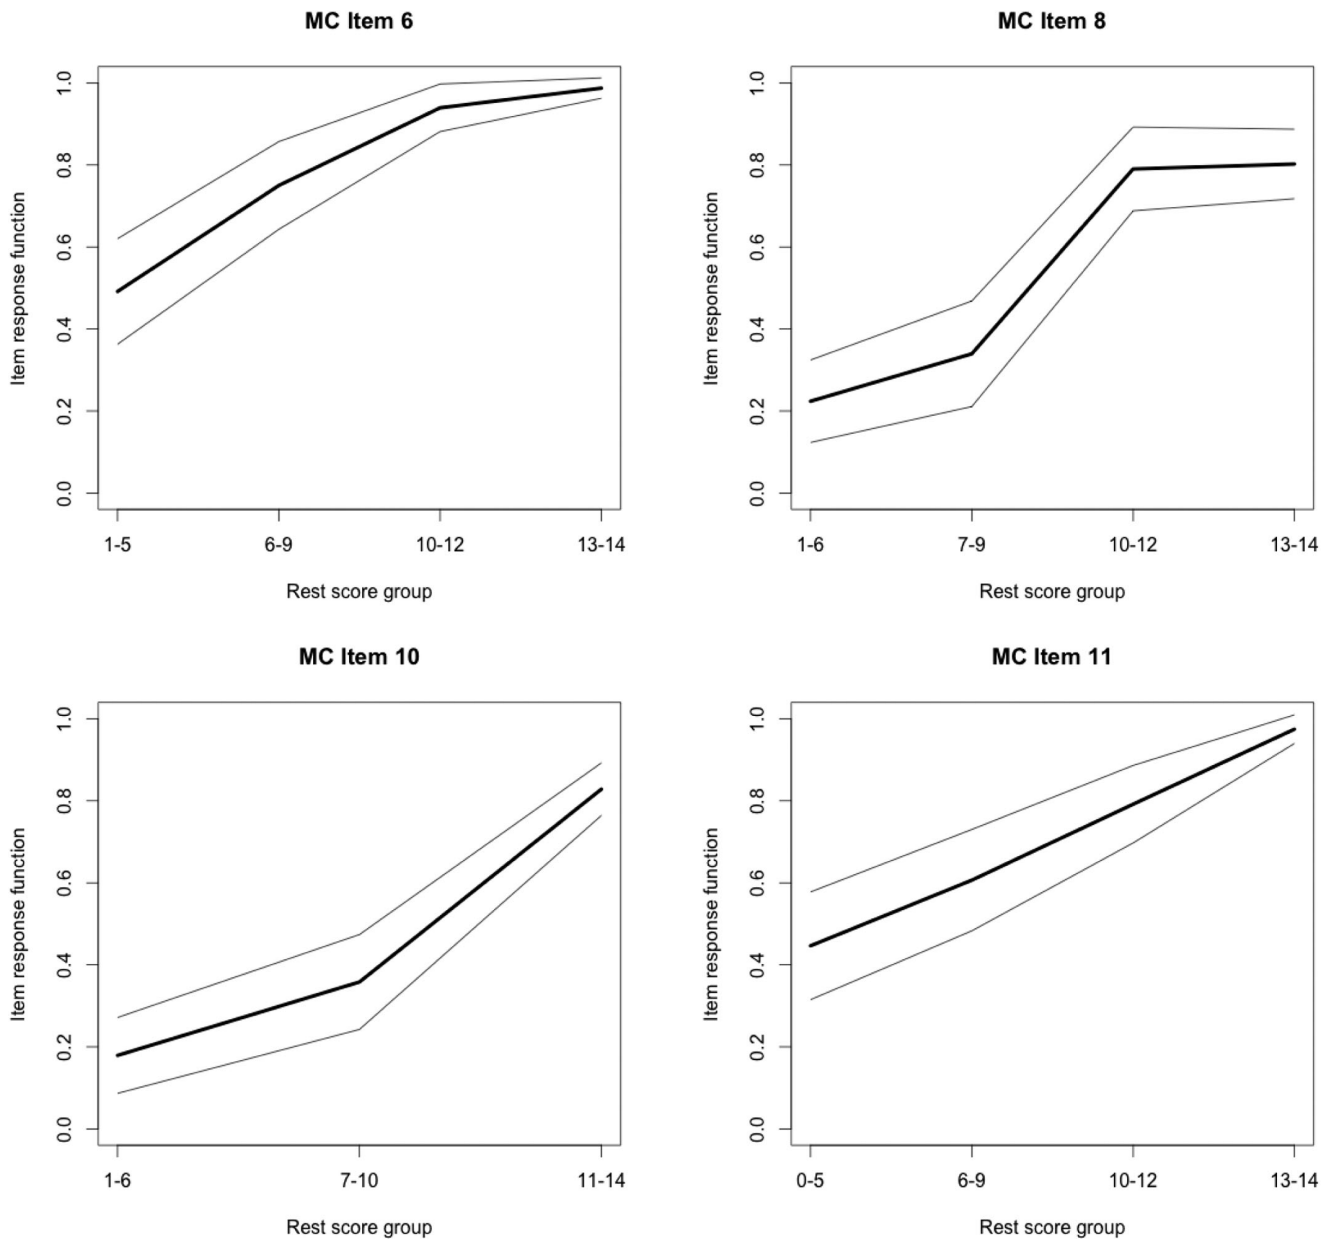 MC Item 6
Item response function
1.0
0.8
0.6
0.4
0.2
0.0
1-5 6-9 10-12 13-14
Rest score group
MC Item 8
Item response function
1.0
0.8
0.6
0.4
0.2
0.0
1-6 7-9 10-12 13-14
Rest score group
MC Item 10
Item response function
1.0
0.8
0.6
0.4
0.2
0.0
1-6 7-10 11-14
Rest score group
MC Item 11
Item response function
1.0
0.8
0.6
0.4
0.2
0.0
0-5 6-9 10-12 13-14
Rest score group